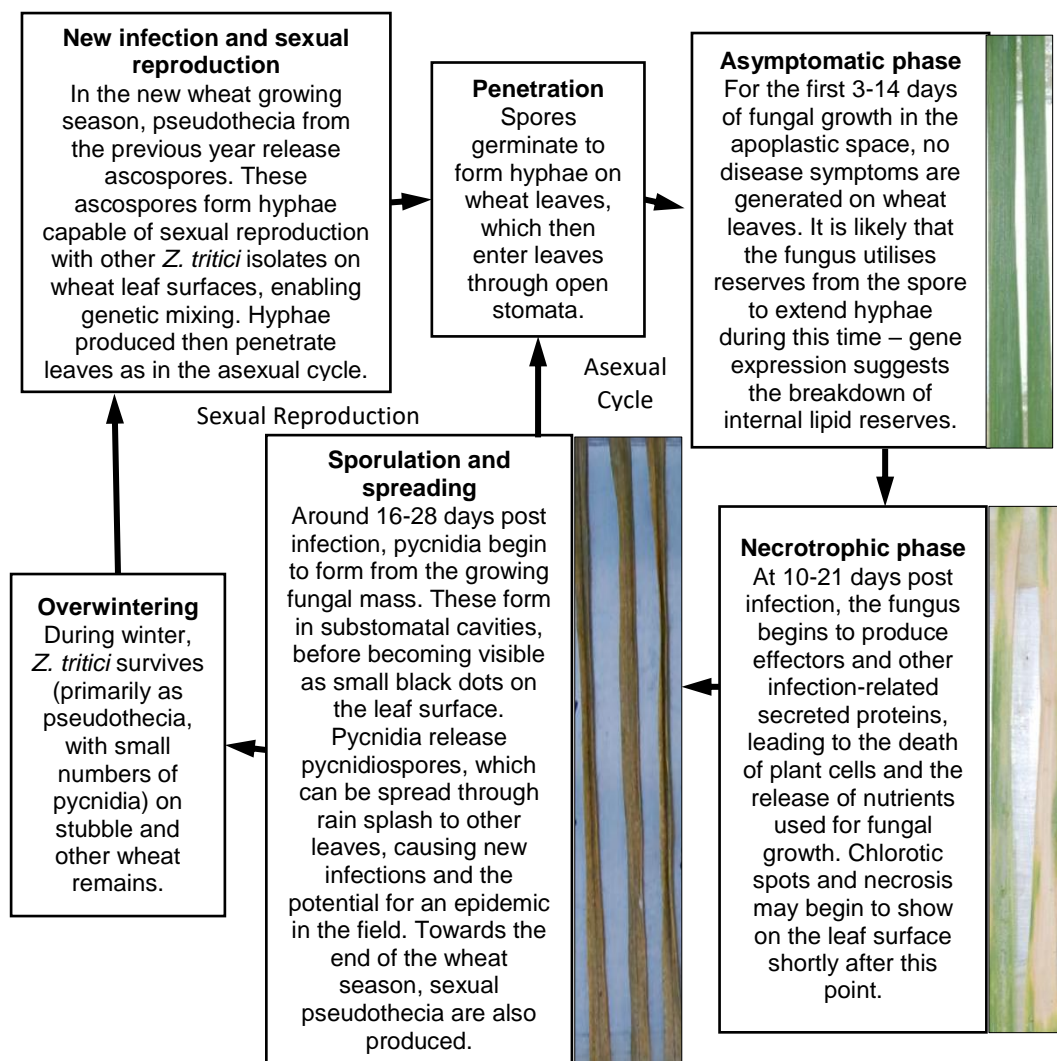 New infection and sexual
reproduction
In the new wheat growing
season, pseudothecia from
the previous year release
ascospores. These
ascospores form hyphae
capable of sexual reproduction
with other Z. tritici isolates on
wheat leaf surfaces, enabling
genetic mixing. Hyphae
produced then penetrate
leaves as in the asexual cycle.
Penetration
Spores
germinate to
form hyphae on
wheat leaves,
which then
enter leaves
through open
stomata.
Asymptomatic phase
For the first 3-14 days
of fungal growth in the
apoplastic space, no
disease symptoms are
generated on wheat
leaves. It is likely that
the fungus utilises
reserves from the spore
to extend hyphae
during this time – gene
expression suggests
the breakdown of
internal lipid reserves.
Asexual
Cycle
Sexual Reproduction
Necrotrophic phase
At 10-21 days post
infection, the fungus
begins to produce
effectors and other
infection-related
secreted proteins,
leading to the death
of plant cells and the
release of nutrients
used for fungal
growth. Chlorotic
spots and necrosis
may begin to show
on the leaf surface
shortly after this
point.
Sporulation and
spreading
Around 16-28 days post
infection, pycnidia begin
to form from the growing
fungal mass. These form
in substomatal cavities,
before becoming visible
as small black dots on
the leaf surface.
Pycnidia release
pycnidiospores, which
can be spread through
rain splash to other
leaves, causing new
infections and the
potential for an epidemic
in the field. Towards the
end of the wheat
season, sexual
pseudothecia are also
produced.
Overwintering
During winter,
Z. tritici survives
(primarily as
pseudothecia,
with small
numbers of
pycnidia) on
stubble and
other wheat
remains.